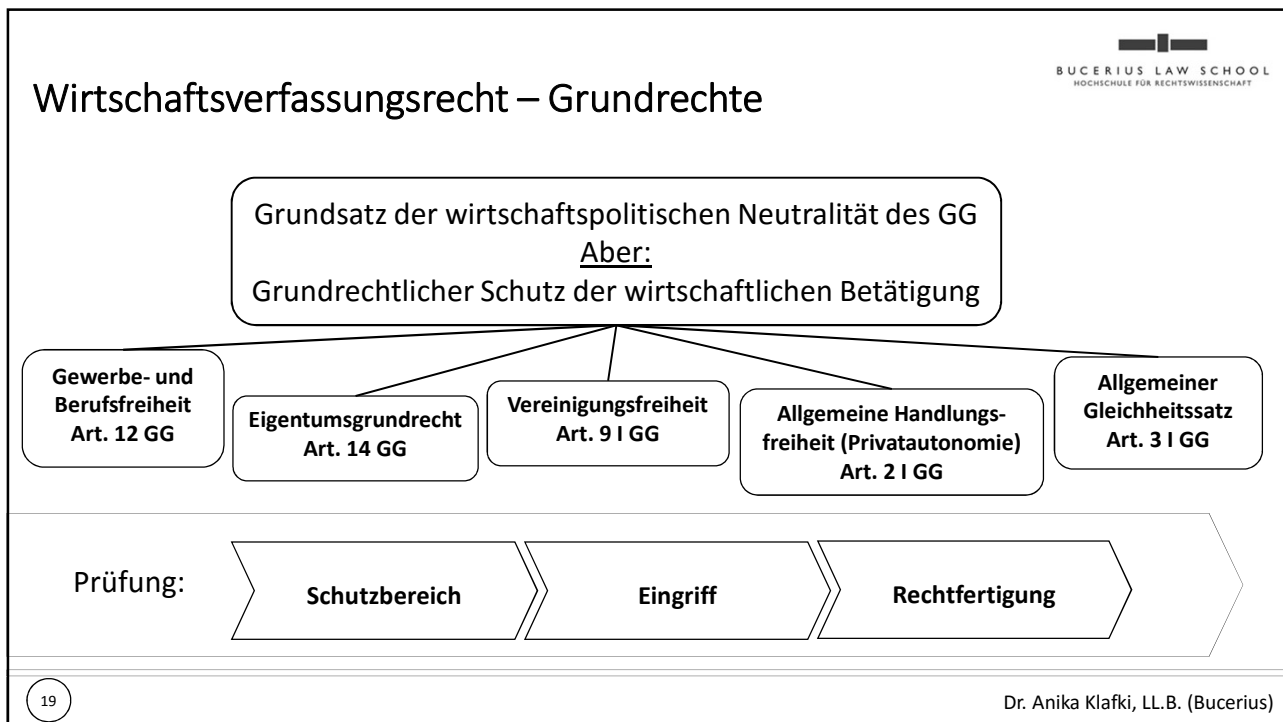 BUCERIUS LAW SCHOOL
HOCHSCHULE FÜR RECHTSWISSENSCHAFT
Wirtschaftsverfassungsrecht – Grundrechte
Grundsatz der wirtschaftspolitischen Neutralität des GG
Aber:
Grundrechtlicher Schutz der wirtschaftlichen Betätigung
Gewerbe- und
Berufsfreiheit
Art. 12 GG
Eigentumsgrundrecht
Art. 14 GG
Vereinigungsfreiheit
Art. 9 I GG
Allgemeine Handlungs-
freiheit (Privatautonomie)
Art. 2 I GG
Allgemeiner
Gleichheitssatz
Art. 3 I GG
Prüfung:
Schutzbereich
Eingriff
Rechtfertigung
19
Dr. Anika Klafki, LL.B. (Bucerius)